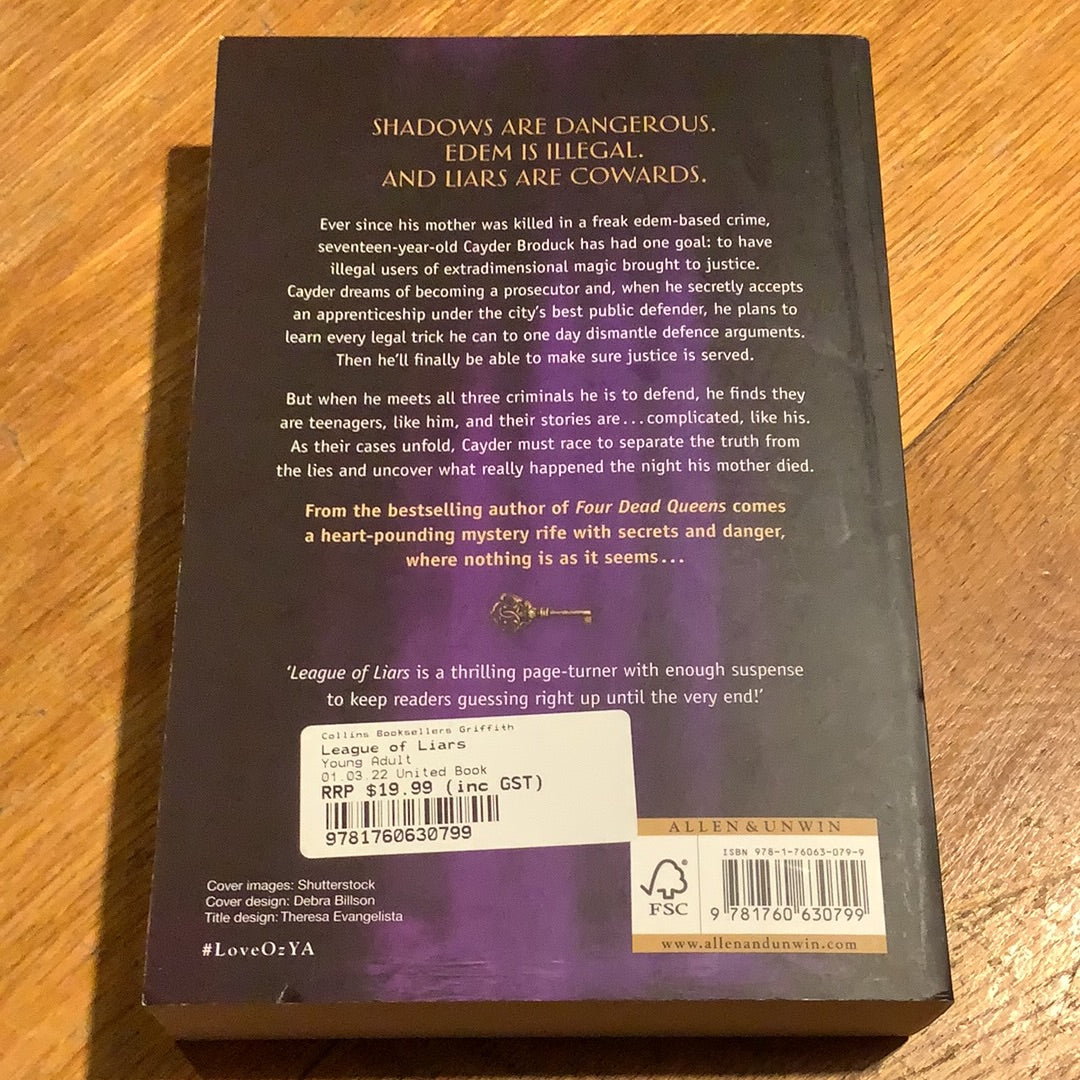 SHADOWS ARE DANGEROUS.
EDEM IS ILLEGAL.
AND LIARS ARE COWARDS.
Ever since his mother was killed in a freak edem-based crime,
seventeen-year-old Cayder Broduck has had one goal: to have
illegal users of extradimensional magic brought to justice.
Cayder dreams of becoming a prosecutor and, when he secretly accepts
an apprenticeship under the city's best public defender, he plans to
learn every legal trick he can to one day dismantle defence arguments.
Then he'll finally be able to make sure justice is served.
But when he meets all three criminals he is to defend, he finds they
are teenagers, like him, and their stories are...complicated, like his.
As their cases unfold, Cayder must race to separate the truth from
the lies and uncover what really happened the night his mother died.
From the bestselling author of Four Dead Queens comes
a heart-pounding mystery rife with secrets and danger,
where nothing is as it seems...
'League of Liars is a thrilling page-turner with enough suspense
to keep readers guessing right up until the very end!'
Collins Booksellers Griffith
League of Liars
Young Adult
01.03.22 United Book
RRP $19.99 (inc GST)
9781760630799
ALLEN & UNWIN
ISBN 978-1-76063-079-9
FSC
9 781760 630799
www.allenandunwin.com
Cover images: Shutterstock
Cover design: Debra Billson
Title design: Theresa Evangelista
#LoveOzYA